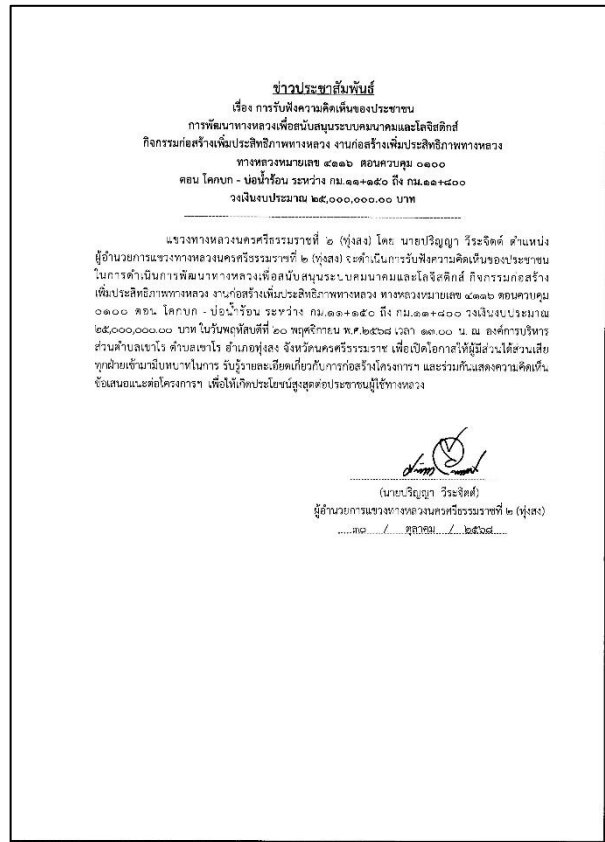 ข่าวประชาสัมพันธ์
เรื่อง การรับฟังความคิดเห็นของประชาชน
การพัฒนาทางหลวงเพื่อสนับสนุนระบบคมนาคมและโลจิสติกส์
กิจกรรมก่อสร้างเพิ่มประสิทธิภาพทางหลวง งานก่อสร้างเพิ่มประสิทธิภาพทางหลวง
ทางหลวงหมายเลข ๔๑๑๖ ตอนควบคุม ๐๑๐๐
ตอน โคกบก - บ่อน้ำร้อน ระหว่าง กม.๑๑+๑๕๐ ถึง กม.๑๑+๘๐๐
วงเงินงบประมาณ ๒๕,๐๐๐,๐๐๐.๐๐ บาท
แขวงทางหลวงนครศรีธรรมราชที่ ๒ (ทุ่งสง) โดย นายปริญญา วีระจิตต์ ตำแหน่ง
ผู้อำนวยการแขวงทางหลวงนครศรีธรรมราชที่ ๒ (ทุ่งสง) จะดำเนินการรับฟังความคิดเห็นของประชาชน
ในการดำเนินการพัฒนาทางหลวงเพื่อสนับสนุนระบบคมนาคมและโลจิสติกส์ กิจกรรมก่อสร้าง
เพิ่มประสิทธิภาพทางหลวง งานก่อสร้างเพิ่มประสิทธิภาพทางหลวง ทางหลวงหมายเลข ๔๑๑๖ ตอนควบคุม
๐๑๐๐ ตอน โคกบก - บ่อน้ำร้อน ระหว่าง กม.๑๑+๑๕๐ ถึง กม.๑๑+๘๐๐ วงเงินงบประมาณ
๒๕,๐๐๐,๐๐๐.๐๐ บาท ในวันพฤหัสบดีที่ ๒๐ พฤศจิกายน พ.ศ.๒๕๖๘ เวลา ๑๓.๐๐ น. ณ องค์การบริหาร
ส่วนตำบลเขาโร ตำบลเขาโร อำเภอทุ่งสง จังหวัดนครศรีธรรมราช เพื่อเปิดโอกาสให้ผู้มีส่วนได้ส่วนเสีย
ทุกฝ่ายเข้ามามีบทบาทในการ รับรู้รายละเอียดเกี่ยวกับการก่อสร้างโครงการฯ และร่วมกันแสดงความคิดเห็น
ข้อเสนอแนะต่อโครงการฯ เพื่อให้เกิดประโยชน์สูงสุดต่อประชาชนผู้ใช้ทางหลวง
(นายปริญญา วีระจิตต์)
ผู้อำนวยการแขวงทางหลวงนครศรีธรรมราชที่ ๒ (ทุ่งสง)
๓๐ / ตุลาคม / ๒๕๖๘